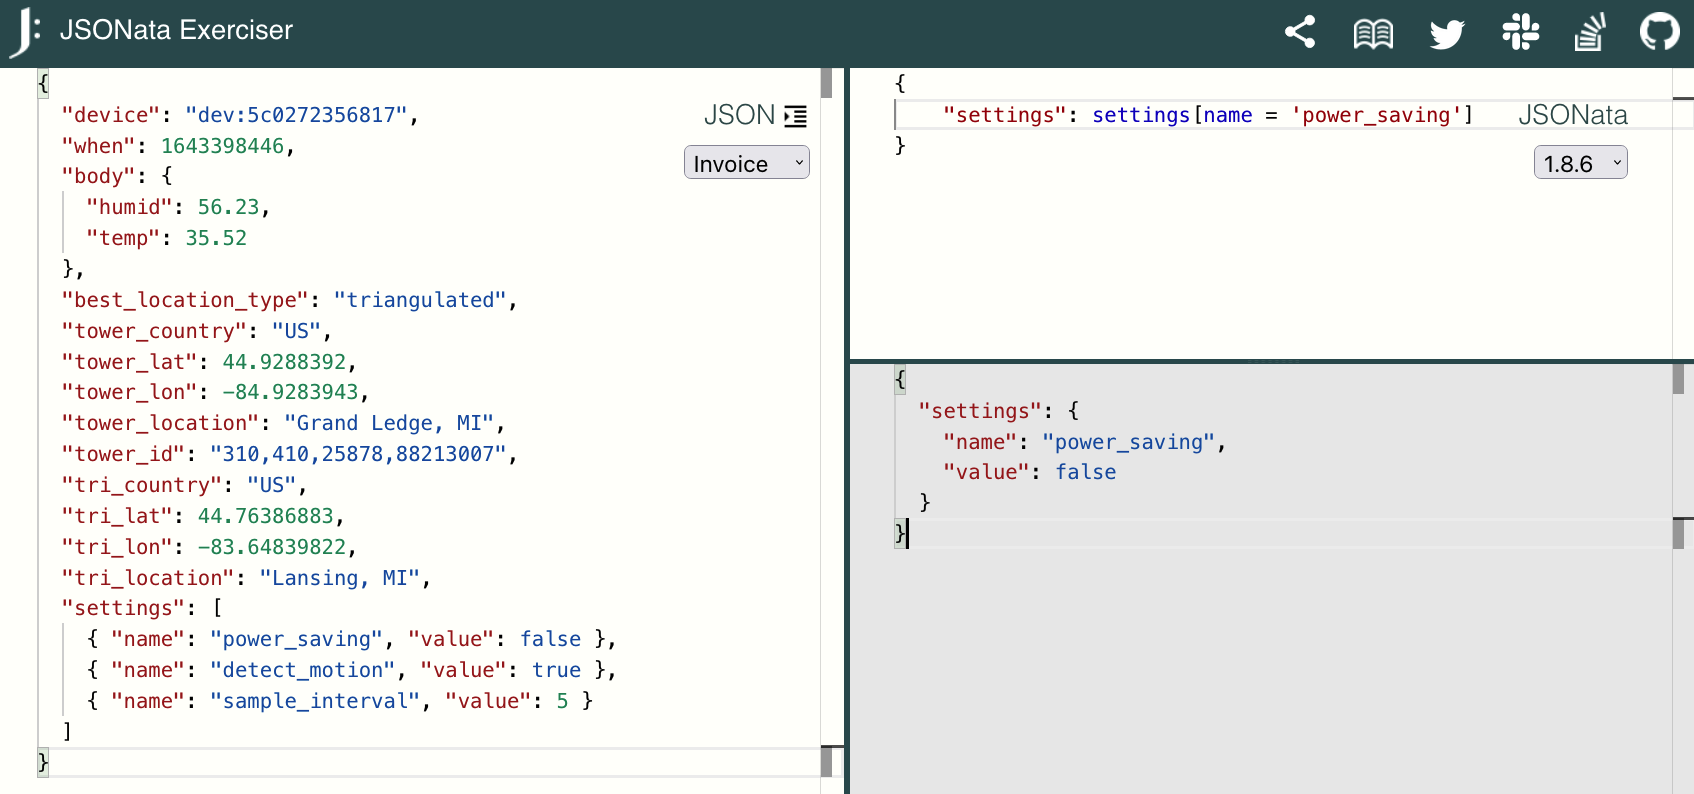 JSONata Exerciser
{
  "device": "dev:5c0272356817",
  "when": 1643398446,
  "body": {
    "humid": 56.23,
    "temp": 35.52
  },
  "best_location_type": "triangulated",
  "tower_country": "US",
  "tower_lat": 44.9288392,
  "tower_lon": -84.9283943,
  "tower_location": "Grand Ledge, MI",
  "tower_id": "310,410,25878,88213007",
  "tri_country": "US",
  "tri_lat": 44.76386883,
  "tri_lon": -83.64839822,
  "tri_location": "Lansing, MI",
  "settings": [
    { "name": "power_saving", "value": false },
    { "name": "detect_motion", "value": true },
    { "name": "sample_interval", "value": 5 }
  ]
}
JSON
Invoice
{
    "settings": settings[name = 'power_saving']
}
JSONata
1.8.6
{
  "settings": {
    "name": "power_saving",
    "value": false
  }
}